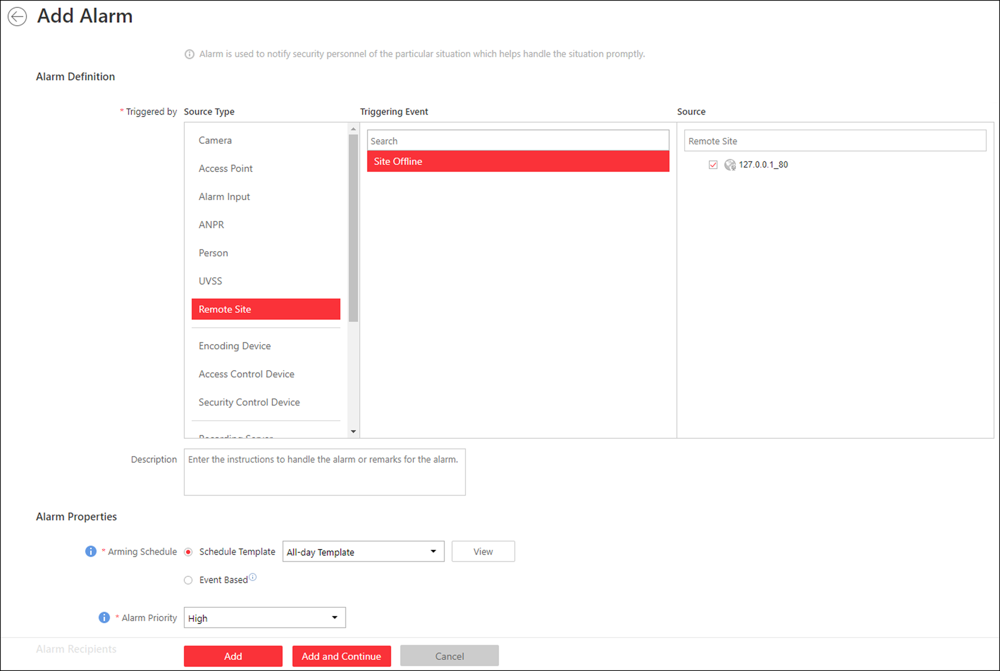 Add Alarm
Alarm is used to notify security personnel of the particular situation which helps handle the situation promptly.
Alarm Definition
* Triggered by Source Type Triggering Event Source
Camera
Access Point
Alarm Input
ANPR
Person
UVSS
Remote Site
Encoding Device
Access Control Device
Security Control Device
Recording Server
Search
Site Offline
Remote Site
127.0.0.1_80
Description Enter the instructions to handle the alarm or remarks for the alarm.
Alarm Properties
* Arming Schedule Schedule Template All-day Template View
Event Based
* Alarm Priority High
Alarm Recipients
Add Add and Continue Cancel